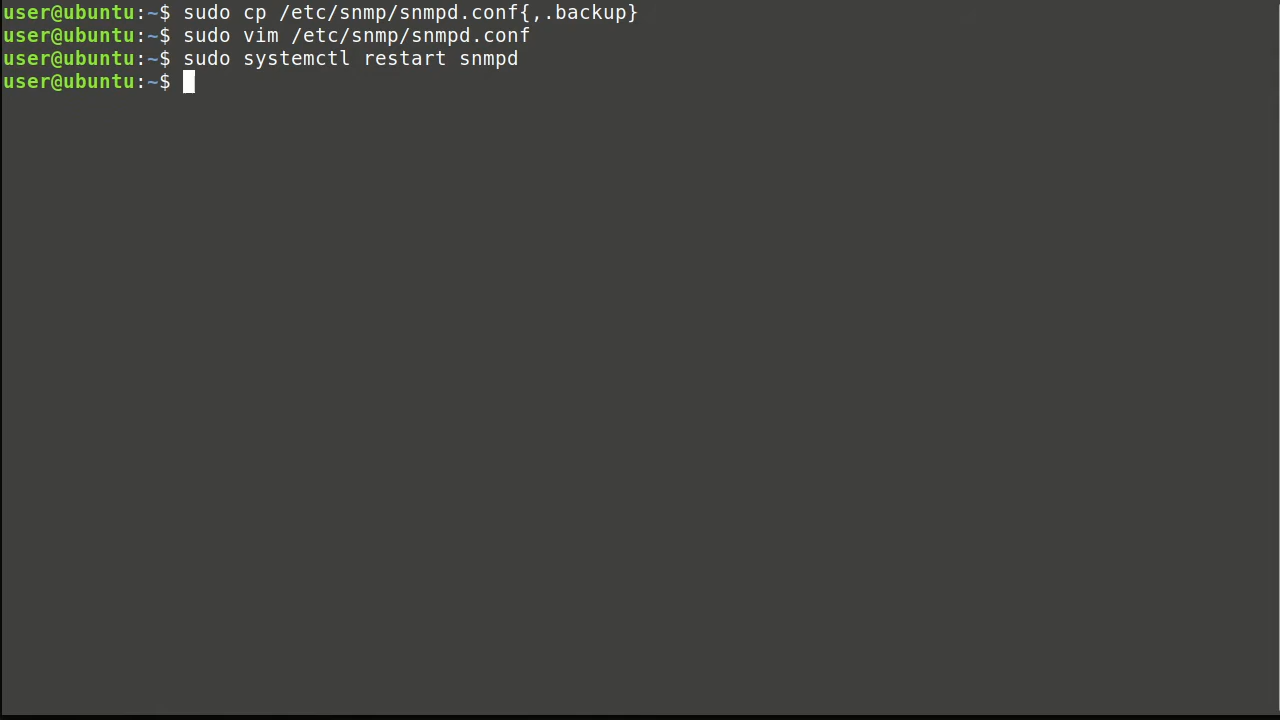 user@ubuntu:~$ sudo cp /etc/snmp/snmpd.conf{,.backup}
user@ubuntu:~$ sudo vim /etc/snmp/snmpd.conf
user@ubuntu:~$ sudo systemctl restart snmpd
user@ubuntu:~$